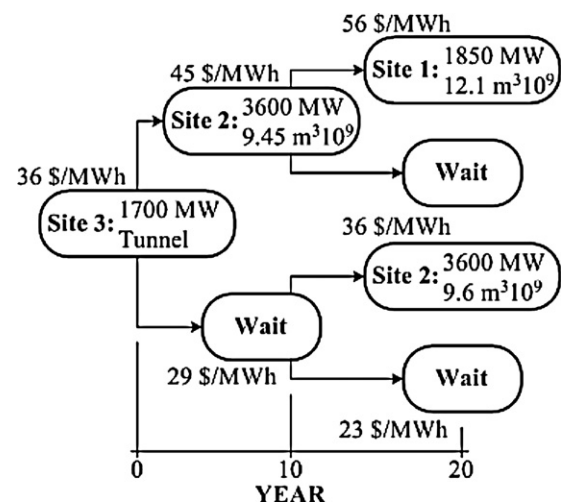 56 $/MWh
Site 1: 1850 MW
12.1 m³10⁹
45 $/MWh
Site 2: 3600 MW
9.45 m³10⁹
Wait
36 $/MWh
Site 3: 1700 MW
Tunnel
36 $/MWh
Site 2: 3600 MW
9.6 m³10⁹
Wait
29 $/MWh
Wait
23 $/MWh
0 10 20
YEAR